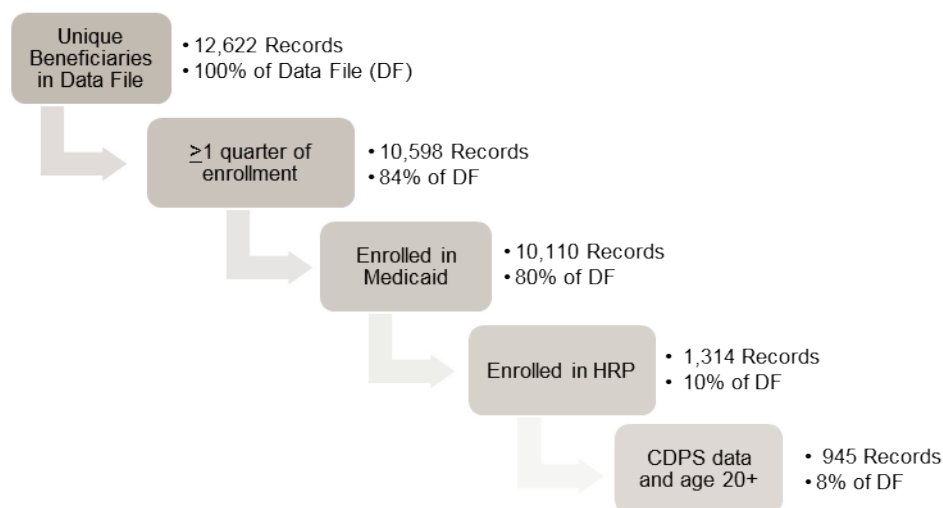 Unique
Beneficiaries
in Data File
• 12,622 Records
• 100% of Data File (DF)
≥1 quarter of
enrollment
• 10,598 Records
• 84% of DF
Enrolled in
Medicaid
• 10,110 Records
• 80% of DF
Enrolled in HRP
• 1,314 Records
• 10% of DF
CDPS data
and age 20+
• 945 Records
• 8% of DF